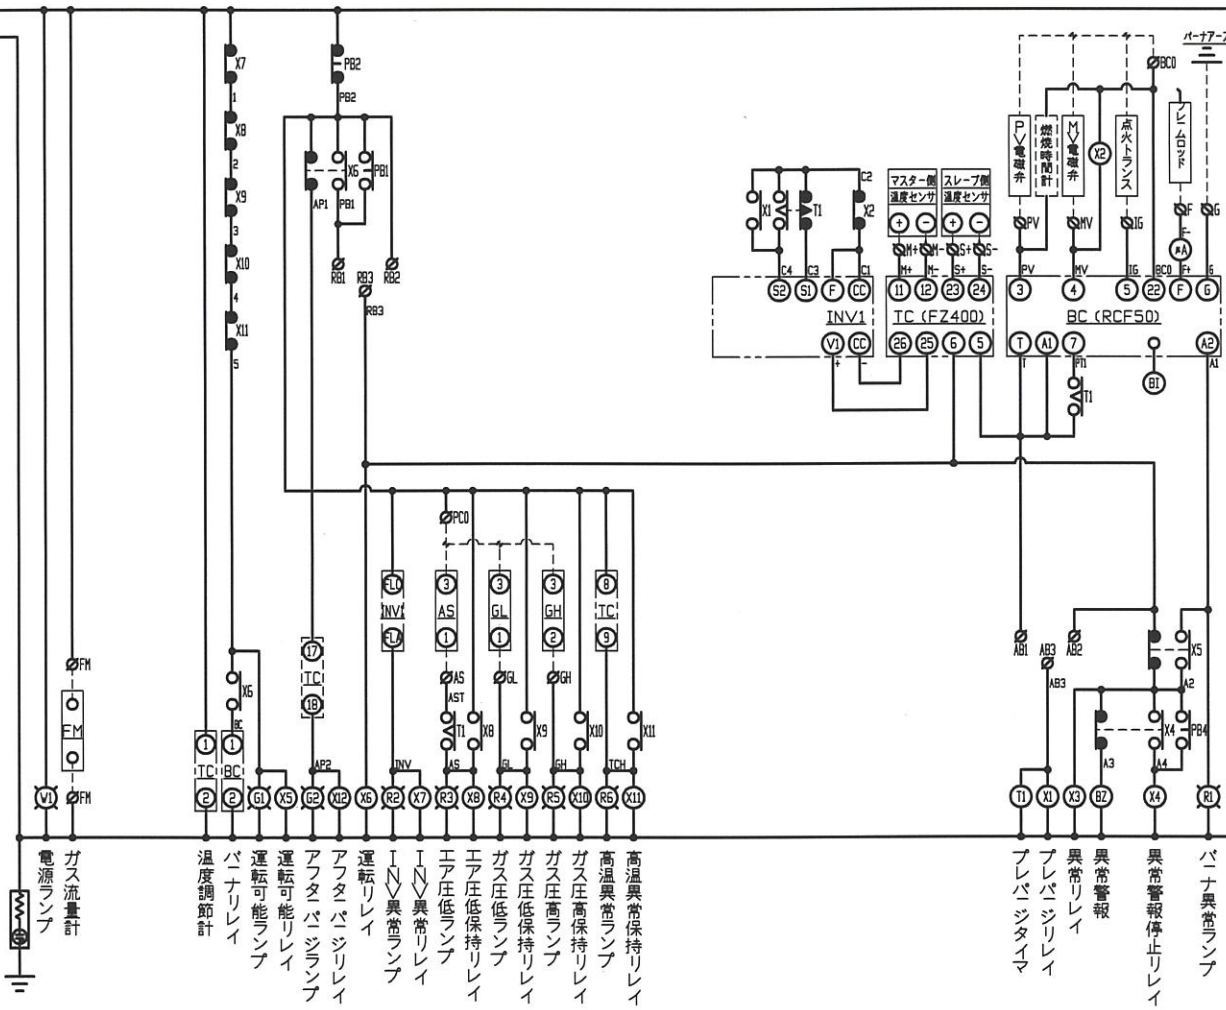 X7
1
X8
2
X9
3
X10
4
X11
5
PB2
PB2
X6
PB1
AP1
PB1
RB1
RB3
RB2
RB3
X1
T1
X2
C2
C4
C3
C1
S2
S1
F
CC
INV1
V1
CC
+
-
マスター側
温度センサ
スレーブ側
温度センサ
+
-
+
-
M+
M-
S+
S-
M+
M-
S+
S-
11
12
23
24
TC (FZ400)
26
25
6
5
バーナアース
BCO
PV電磁弁
燃焼時間計
MV電磁弁
X2
点火トランス
フレームロッド
PV
MV
IG
F
G
F-
μA
PV
MV
IG
BCO
F+
G
3
4
5
22
F
G
BC (RCF50)
T
A1
7
A2
T
PT1
BI
A1
T1
PCO
FLC
INV1
FLA
3
AS
1
3
GL
1
3
GH
2
8
TC
9
AS
GL
GH
AST
T1
X8
X9
X10
X11
INV
AS
GL
GH
TCH
17
TC
18
AP2
X6
BC
FM
FM
FM
1
TC
2
1
BC
2
AB1
AB3
AB2
AB3
X5
A2
X4
PB4
A3
A4
W1
G1
X5
G2
X12
X6
R2
X7
R3
X8
R4
X9
R5
X10
R6
X11
T1
X1
X3
BZ
X4
R1
電源ランプ
ガス流量計
温度調節計
バーナリレイ
運転可能ランプ
運転可能リレイ
アフターパージランプ
アフターパージリレイ
運転リレイ
INV異常ランプ
INV異常リレイ
エア圧低ランプ
エア圧低保持リレイ
ガス圧低ランプ
ガス圧低保持リレイ
ガス圧高ランプ
ガス圧高保持リレイ
高温異常ランプ
高温異常保持リレイ
プレパージタイマ
プレパージリレイ
異常リレイ
異常警報
異常警報停止リレイ
バーナ異常ランプ